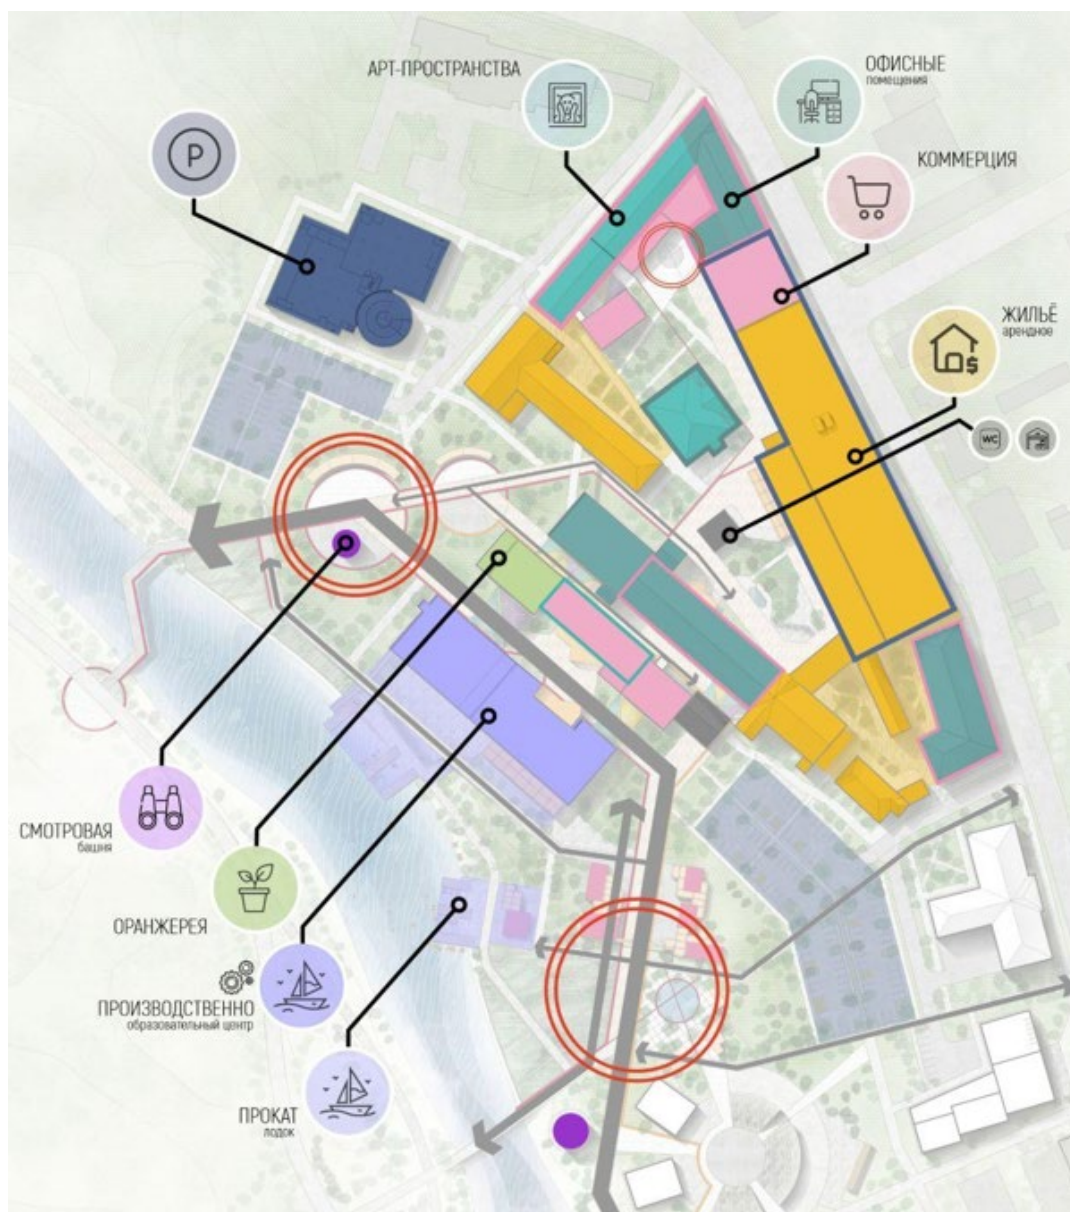 АРТ-ПРОСТРАНСТВА
ОФИСНЫЕ
помещения
P
КОММЕРЦИЯ
ЖИЛЬЁ
арендное
$
WC
СМОТРОВАЯ
башня
ОРАНЖЕРЕЯ
ПРОИЗВОДСТВЕННО
образовательный центр
ПРОКАТ
лодок